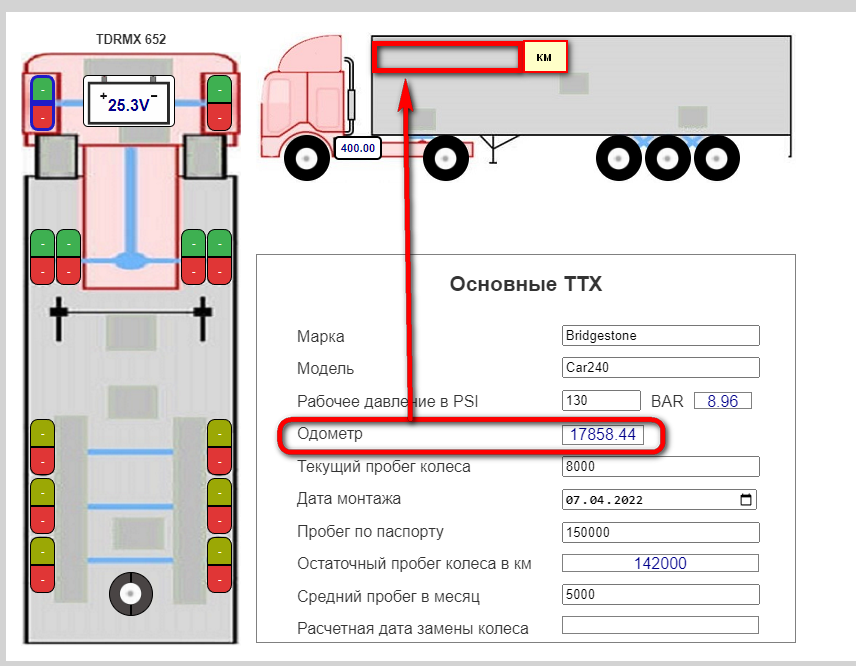 TDRMX 652
25.3V
км
400.00
Основные ТТХ
Марка Bridgestone
Модель Car240
Рабочее давление в PSI 130 BAR 8.96
Одометр 17858.44
Текущий пробег колеса 8000
Дата монтажа 07.04.2022
Пробег по паспорту 150000
Остаточный пробег колеса в км 142000
Средний пробег в месяц 5000
Расчетная дата замены колеса